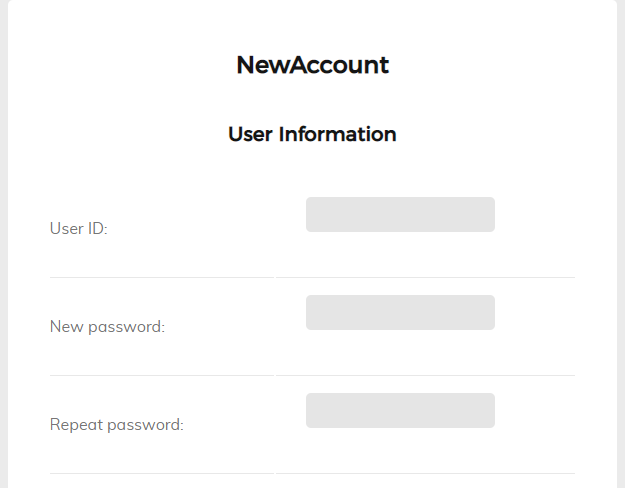 NewAccount
User Information
User ID:
New password:
Repeat password: